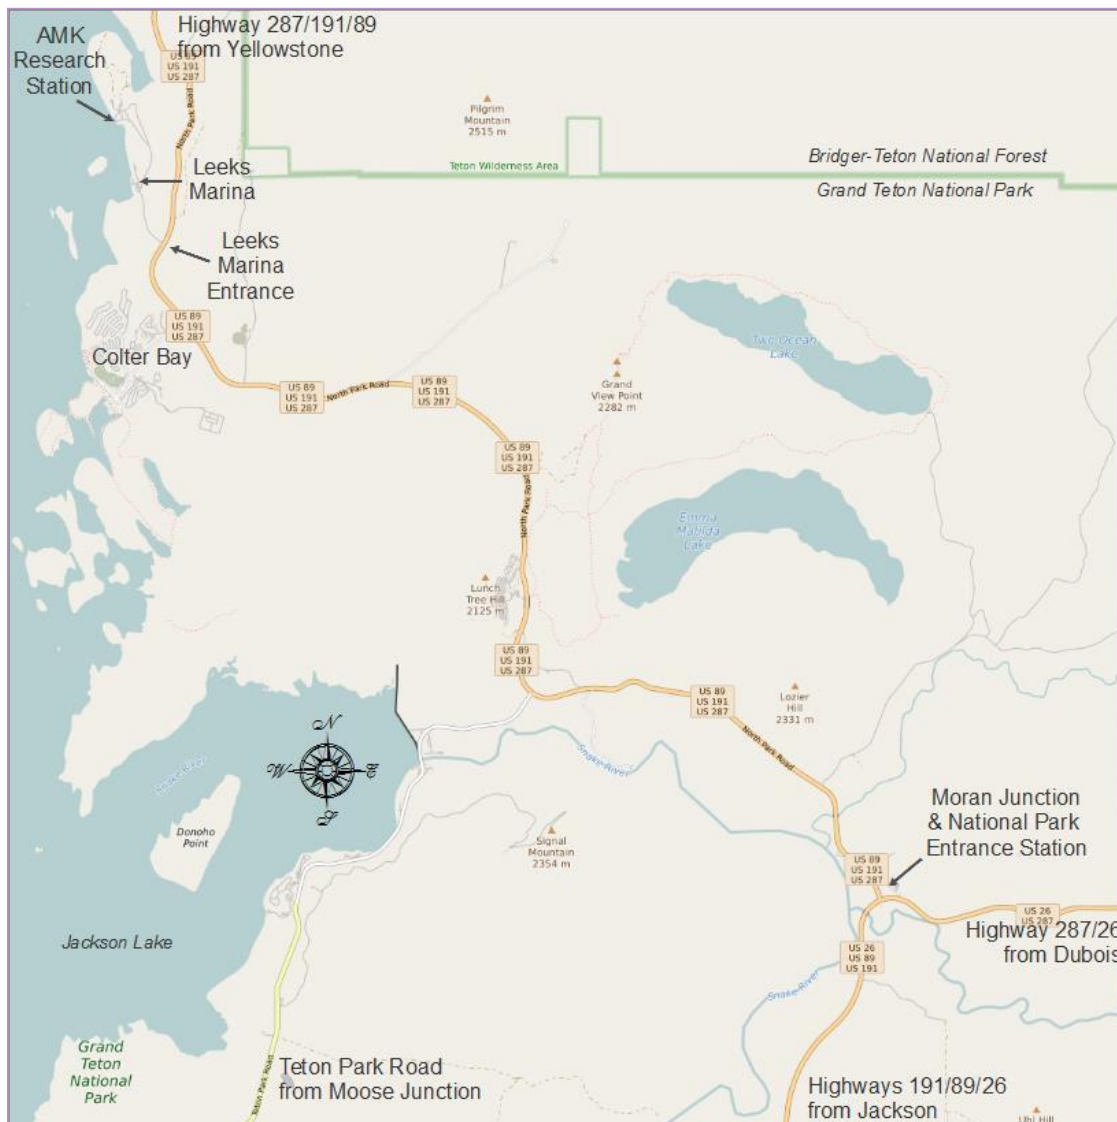 AMK
Research
Station
Highway 287/191/89
from Yellowstone
US 89
US 191
US 287
North Park Road
Pilgrim
Mountain
2515 m
Teton Wilderness Area
Bridger-Teton National Forest
Grand Teton National Park
Leeks
Marina
Leeks
Marina
Entrance
US 89
US 191
US 287
Colter Bay
US 89
US 191
US 287
North Park Road
US 89
US 191
US 287
Grand
View Point
2282 m
Two Ocean
Lake
US 89
US 191
US 287
North Park Road
Emma
Matilda
Lake
Lunch
Tree Hill
2125 m
US 89
US 191
US 287
US 89
US 191
US 287
Lozier
Hill
2331 m
North Park Road
N
W
E
S
Snake River
Snake River
Donoho
Point
Signal
Mountain
2354 m
Moran Junction
& National Park
Entrance Station
US 89
US 191
US 287
US 26
US 287
Highway 287/26
from Dubois
US 26
US 89
US 191
Snake River
Jackson Lake
Grand
Teton
National
Park
Teton Park Road
Teton Park Road
from Moose Junction
Highways 191/89/26
from Jackson